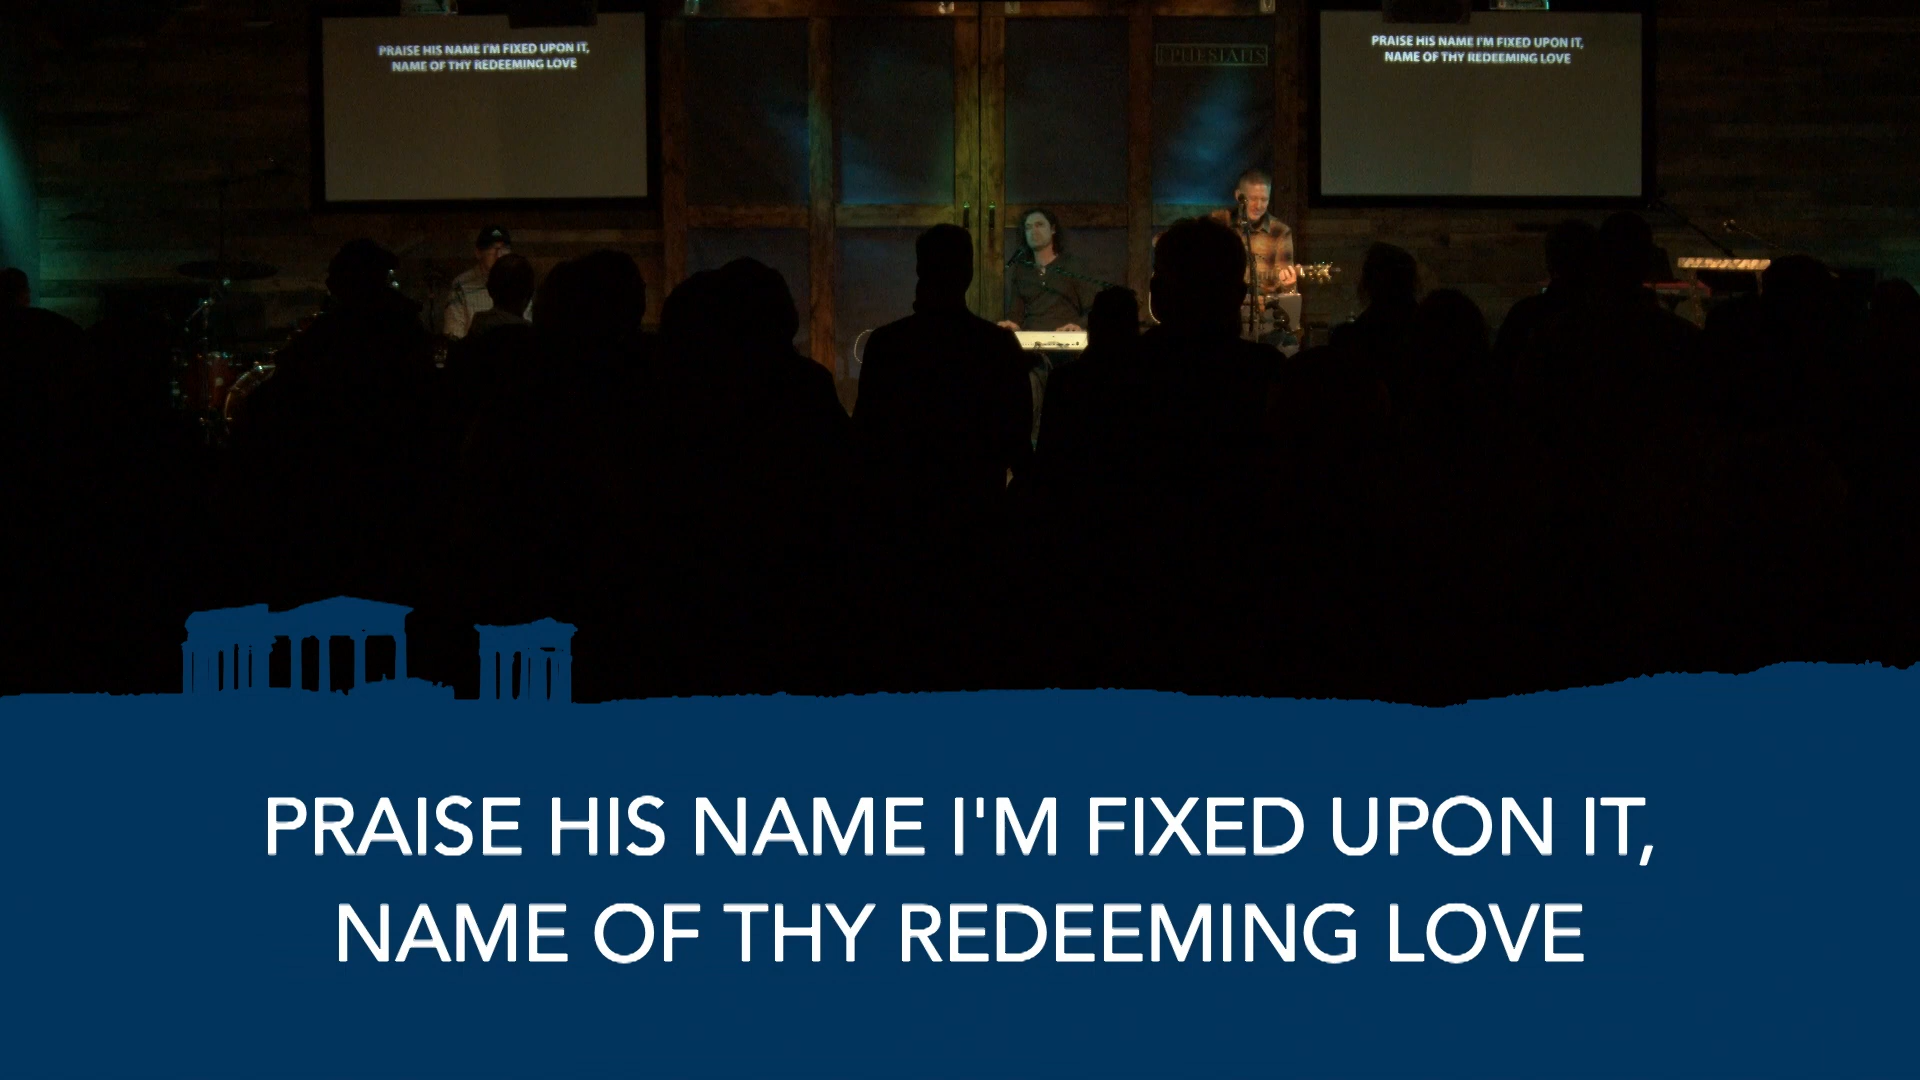 PRAISE HIS NAME I'M FIXED UPON IT,
NAME OF THY REDEEMING LOVE
PRAISE HIS NAME I'M FIXED UPON IT,
NAME OF THY REDEEMING LOVE
EPHESIANS
PRAISE HIS NAME I'M FIXED UPON IT,
NAME OF THY REDEEMING LOVE